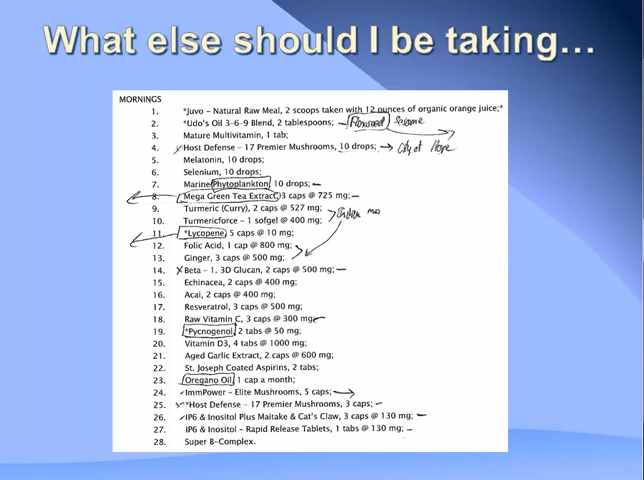 What else should I be taking...
MORNINGS
1. *Juvo – Natural Raw Meal, 2 scoops taken with 12 ounces of organic orange juice;*
2. *Udo's Oil 3-6-9 Blend, 2 tablespoons; Flaxseed Sesame
3. Mature Multivitamin, 1 tab;
4. Host Defense – 17 Premier Mushrooms, 10 drops; → City of Hope
5. Melatonin, 10 drops;
6. Selenium, 10 drops;
7. Marine Phytoplankton, 10 drops;
8. Mega Green Tea Extract, 3 caps @ 725 mg;
9. Turmeric (Curry), 2 caps @ 527 mg;
10. Turmericforce – 1 sofgel @ 400 mg;
11. *Lycopene, 5 caps @ 10 mg;
12. Folic Acid, 1 cap @ 800 mg;
13. Ginger, 3 caps @ 500 mg;
14. Beta – 1. 3D Glucan, 2 caps @ 500 mg;
15. Echinacea, 2 caps @ 400 mg;
16. Acai, 2 caps @ 400 mg;
17. Resveratrol, 3 caps @ 500 mg;
18. Raw Vitamin C, 3 caps @ 300 mg;
19. *Pycnogenol, 2 tabs @ 50 mg;
20. Vitamin D3, 4 tabs @ 1000 mg;
21. Aged Garlic Extract, 2 caps @ 600 mg;
22. St. Joseph Coated Aspirins, 2 tabs;
23. Oregano Oil, 1 cap a month;
24. ImmPower – Elite Mushrooms, 5 caps;
25. *Host Defense – 17 Premier Mushrooms, 3 caps;
26. IP6 & Inositol Plus Maitake & Cat's Claw, 3 caps @ 130 mg;
27. IP6 & Inositol – Rapid Release Tablets, 1 tabs @ 130 mg;
28. Super B-Complex.